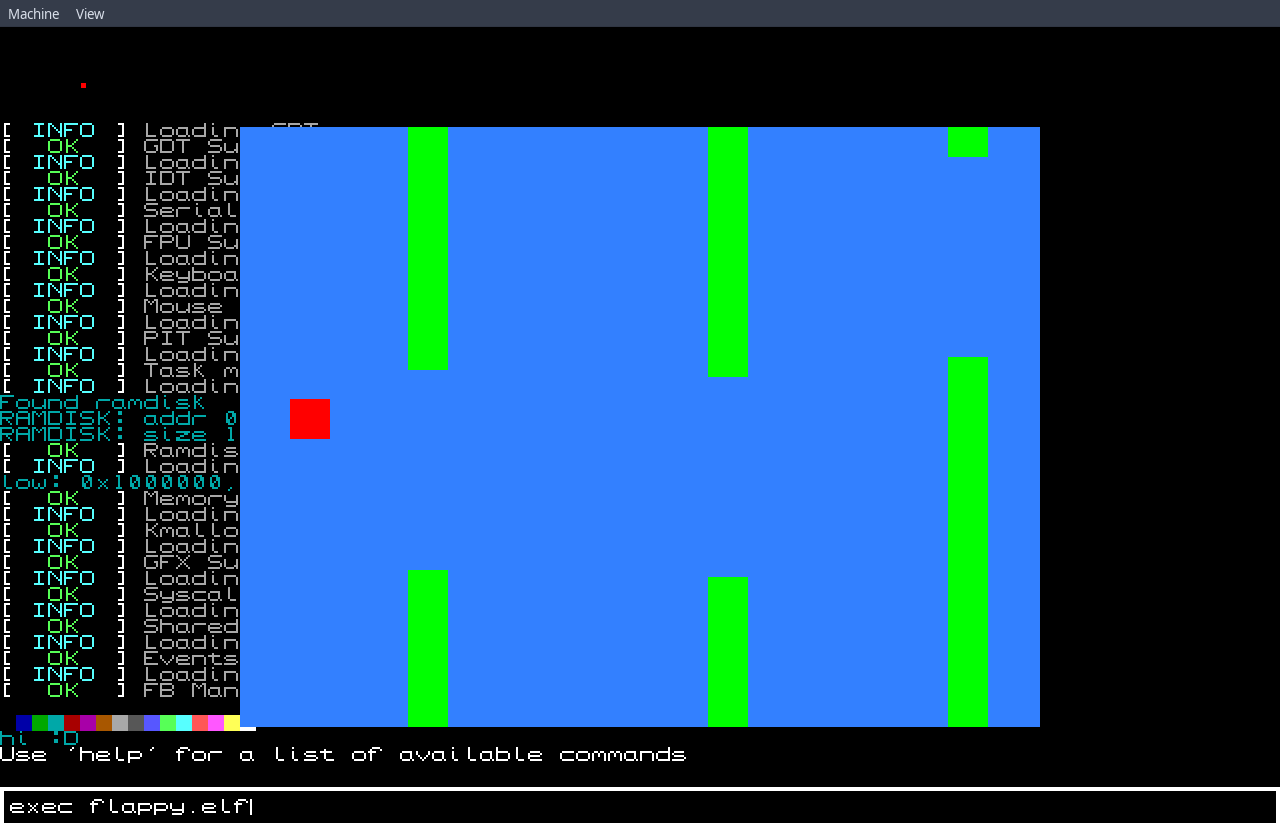 Machine View
[ INFO ] Loadin
[ OK ] GDT Su
[ INFO ] Loadin
[ OK ] IDT Su
[ INFO ] Loadin
[ OK ] Serial
[ INFO ] Loadin
[ OK ] FPU Su
[ INFO ] Loadin
[ OK ] Keyboa
[ INFO ] Loadin
[ OK ] Mouse
[ INFO ] Loadin
[ OK ] PIT Su
[ INFO ] Loadin
[ OK ] Task m
[ INFO ] Loadin
Found ramdisk
RAMDISK: addr 0
RAMDISK: size 1
[ OK ] Ramdis
[ INFO ] Loadin
low: 0x1000000,
[ OK ] Memory
[ INFO ] Loadin
[ OK ] Kmallo
[ INFO ] Loadin
[ OK ] GFX Su
[ INFO ] Loadin
[ OK ] Syscal
[ INFO ] Loadin
[ OK ] Shared
[ INFO ] Loadin
[ OK ] Events
[ INFO ] Loadin
[ OK ] FB Man
hi :D
Use 'help' for a list of available commands
exec flappy.elf